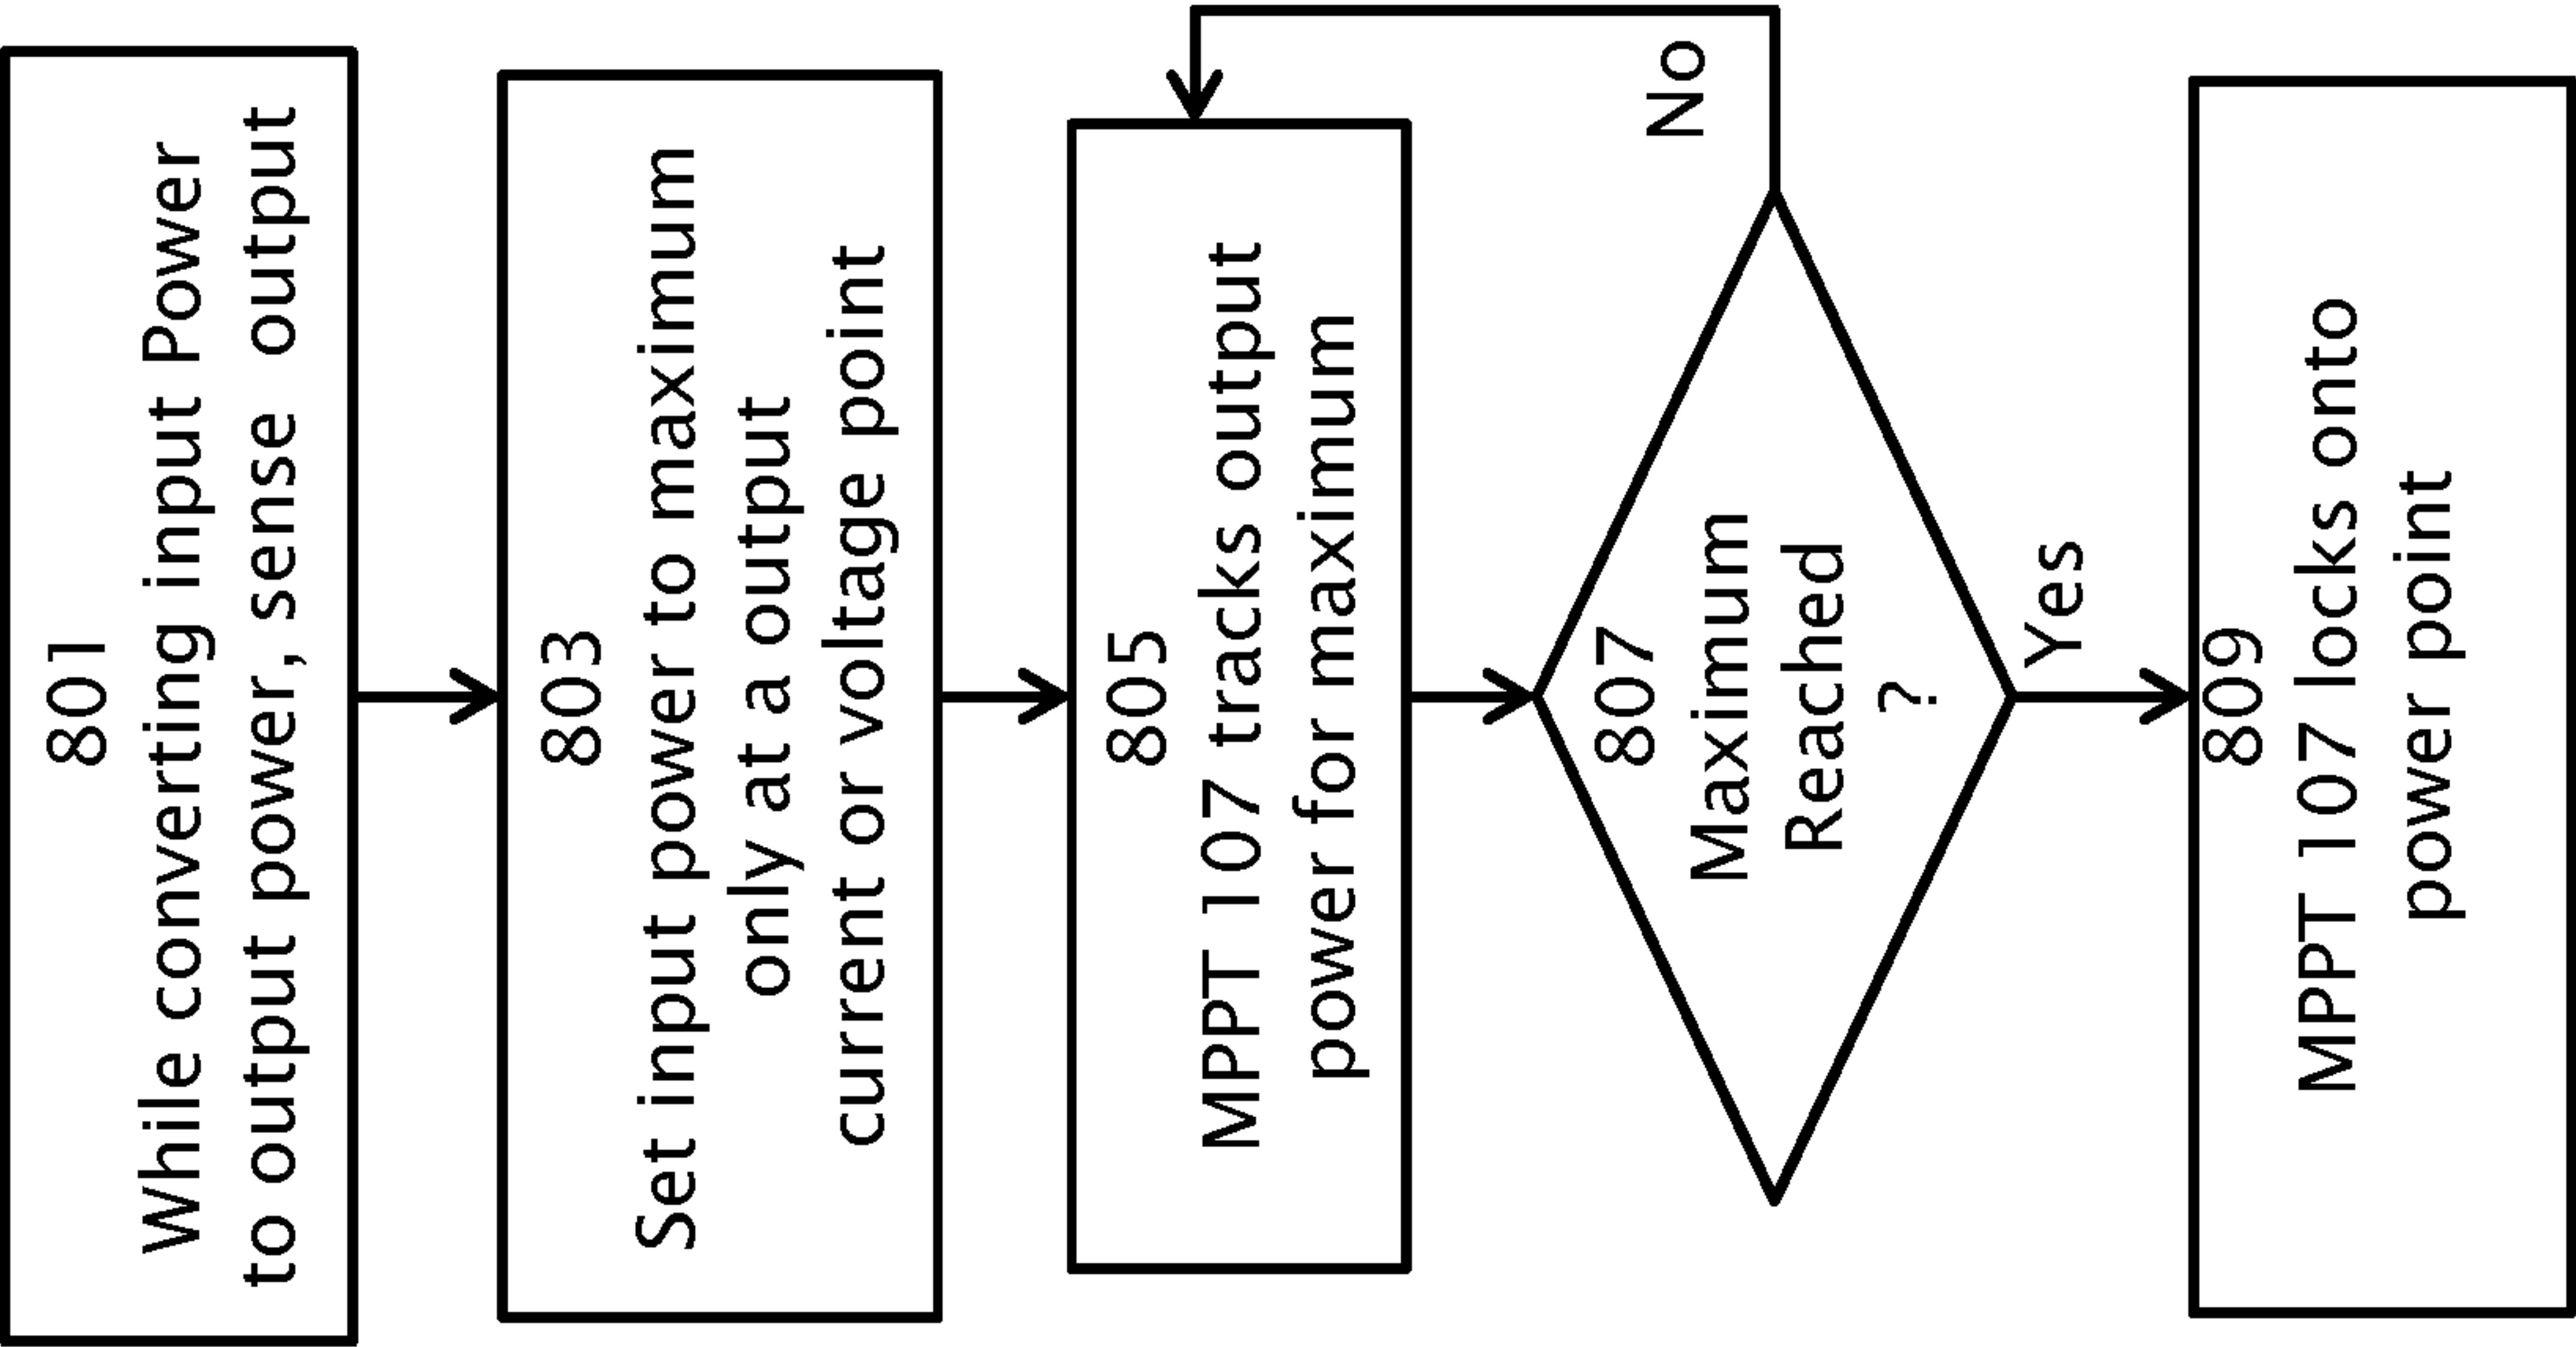 801
While converting input Power
to output power, sense output
803
Set input power to maximum
only at a output
current or voltage point
805
MPPT 107 tracks output
power for maximum
807
Maximum
Reached
?
No
Yes
809
MPPT 107 locks onto
power point